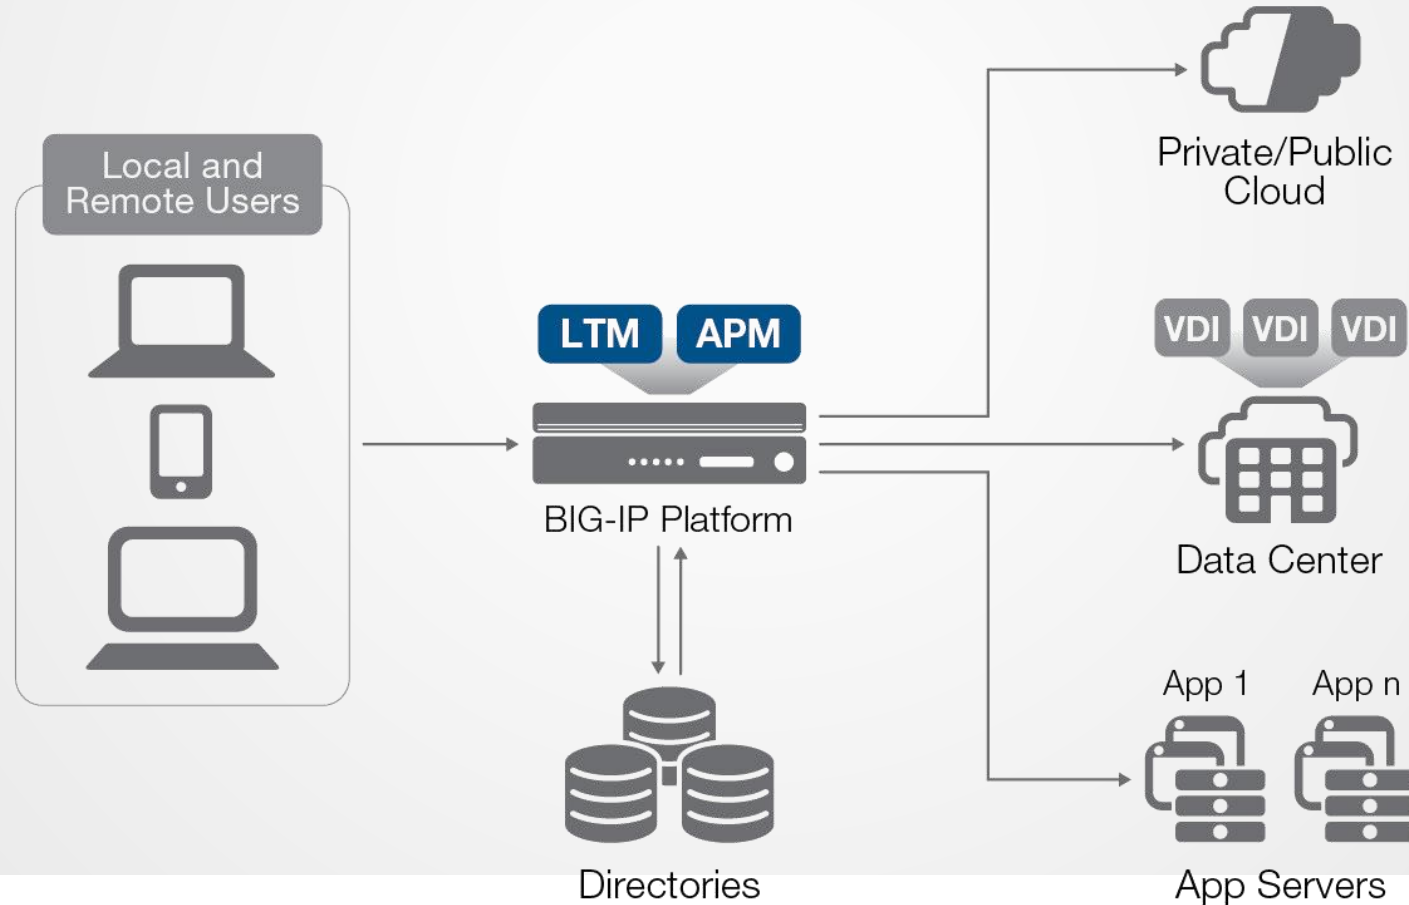 Local and
Remote Users
LTM APM
BIG-IP Platform
Directories
Private/Public
Cloud
VDI VDI VDI
Data Center
App 1 App n
App Servers